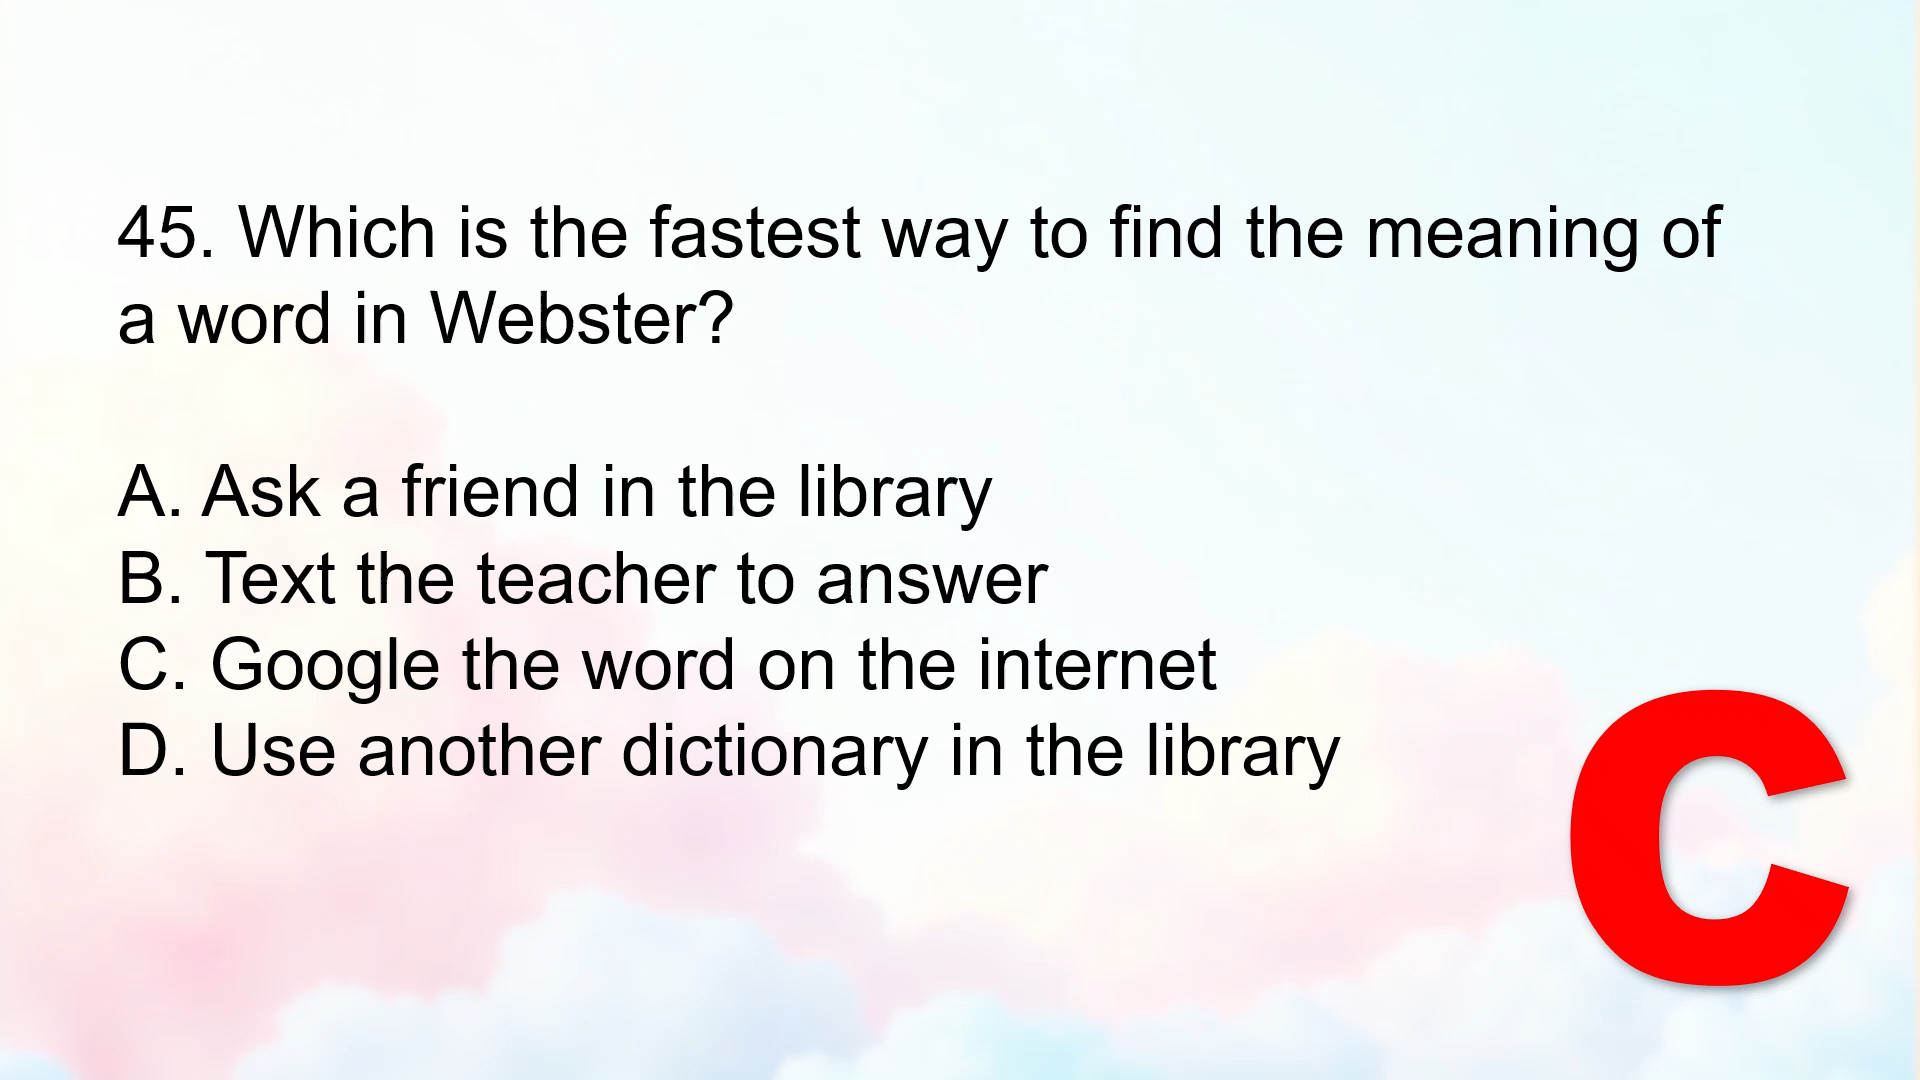 45. Which is the fastest way to find the meaning of
a word in Webster?
A. Ask a friend in the library
B. Text the teacher to answer
C. Google the word on the internet
D. Use another dictionary in the library
C